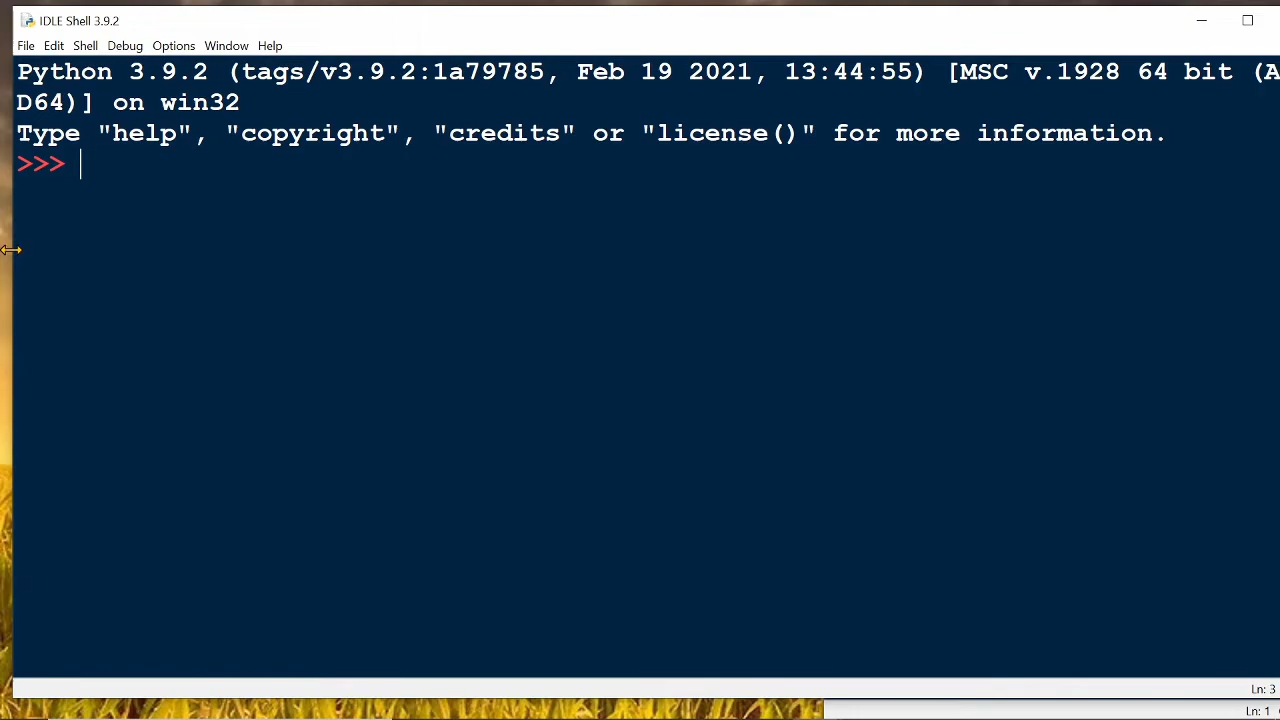 IDLE Shell 3.9.2
File Edit Shell Debug Options Window Help
Python 3.9.2 (tags/v3.9.2:1a79785, Feb 19 2021, 13:44:55) [MSC v.1928 64 bit (A
D64)] on win32
Type "help", "copyright", "credits" or "license()" for more information.
>>>
Ln: 3
Ln: 1